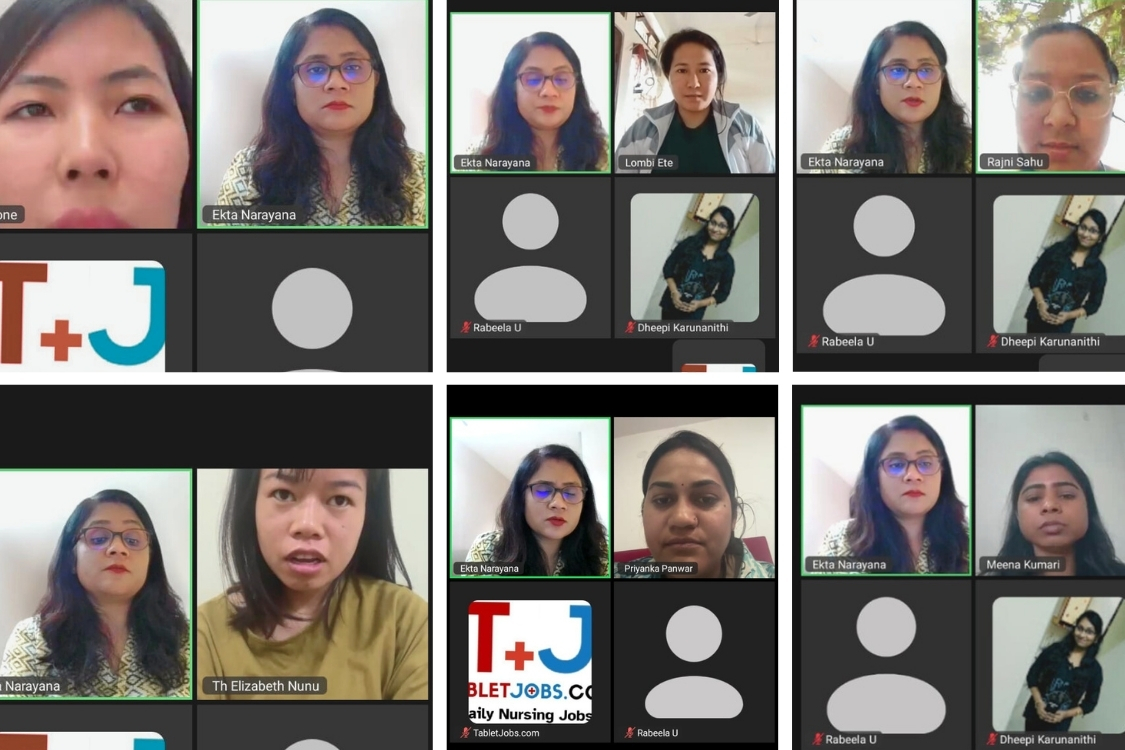 one
Ekta Narayana
T+J
Ekta Narayana
Lombi Ete
Rabeela U
Dheepi Karunanithi
Ekta Narayana
Rajni Sahu
Rabeela U
Dheepi Karunanithi
Narayana
Th Elizabeth Nunu
Ekta Narayana
Priyanka Panwar
T+J
BLETJOBS.CO
aily Nursing Jobs
TabletJobs.com
Rabeela U
Ekta Narayana
Meena Kumari
Rabeela U
Dheepi Karunanithi